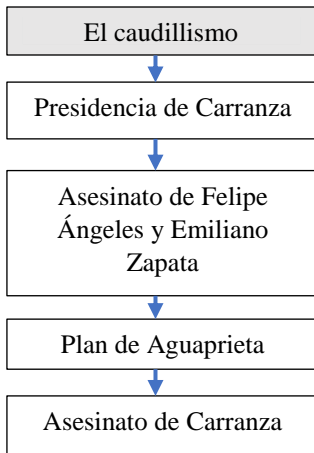 El caudillismo
Presidencia de Carranza
Asesinato de Felipe
Ángeles y Emiliano
Zapata
Plan de Aguaprieta
Asesinato de Carranza